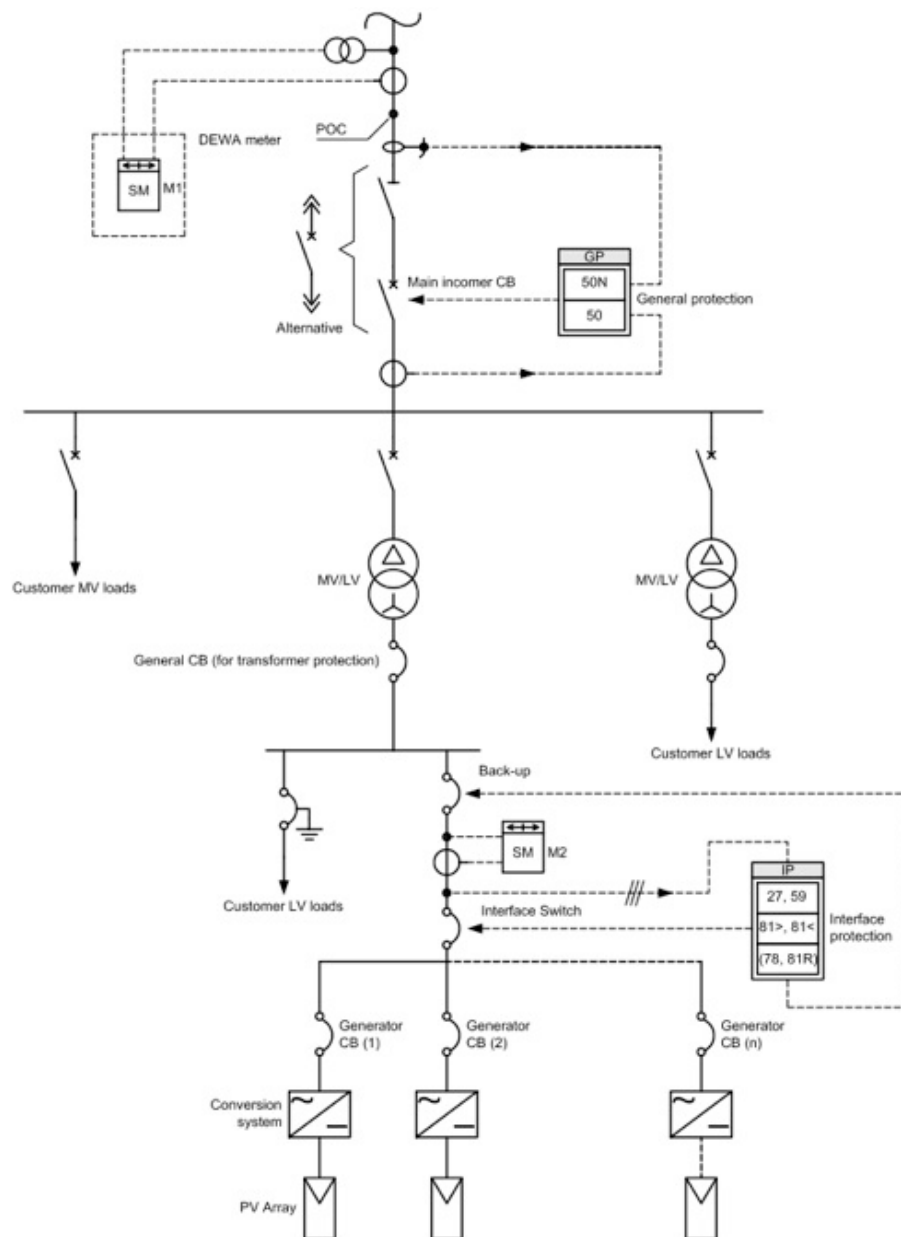 POC
DEWA meter
SM
M1
GP
50N
50
General protection
Main incomer CB
Alternative
Customer MV loads
MV/LV
MV/LV
General CB (for transformer protection)
Customer LV loads
Back-up
SM
M2
Customer LV loads
Interface Switch
IP
27, 59
81>, 81<
(78, 81R)
Interface
protection
Generator
CB (1)
Generator
CB (2)
Generator
CB (n)
Conversion
system
PV Array